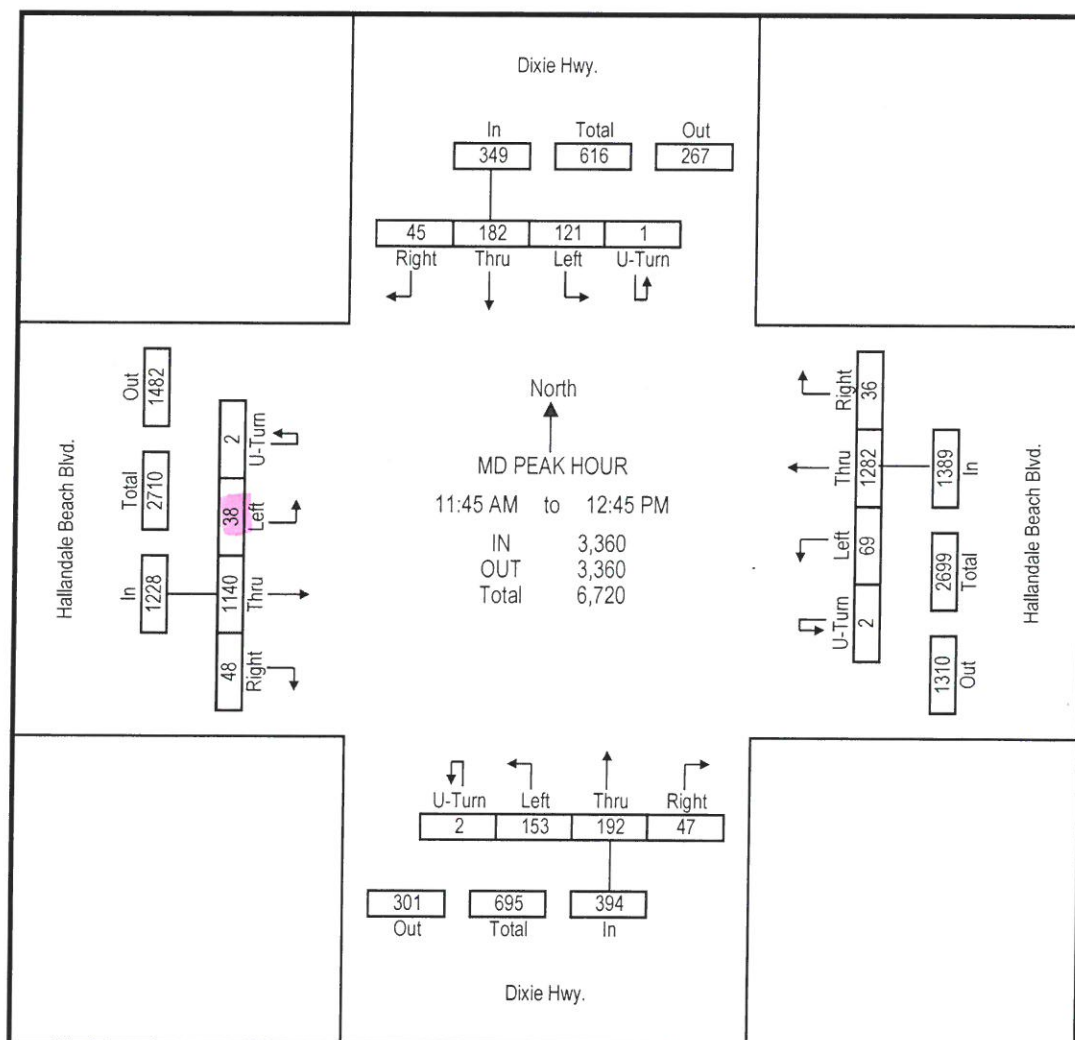 Dixie Hwy.
In Total Out
349 616 267
45 182 121 1
Right Thru Left U-Turn
Hallandale Beach Blvd.
Out
1482
Total
2710
In
1228
2
U-Turn
38
Left
1140
Thru
48
Right
North
MD PEAK HOUR
11:45 AM to 12:45 PM
IN 3,360
OUT 3,360
Total 6,720
Right
36
Thru
1282
Left
69
U-Turn
2
1389
In
2699
Total
1310
Out
Hallandale Beach Blvd.
U-Turn Left Thru Right
2 153 192 47
301 695 394
Out Total In
Dixie Hwy.